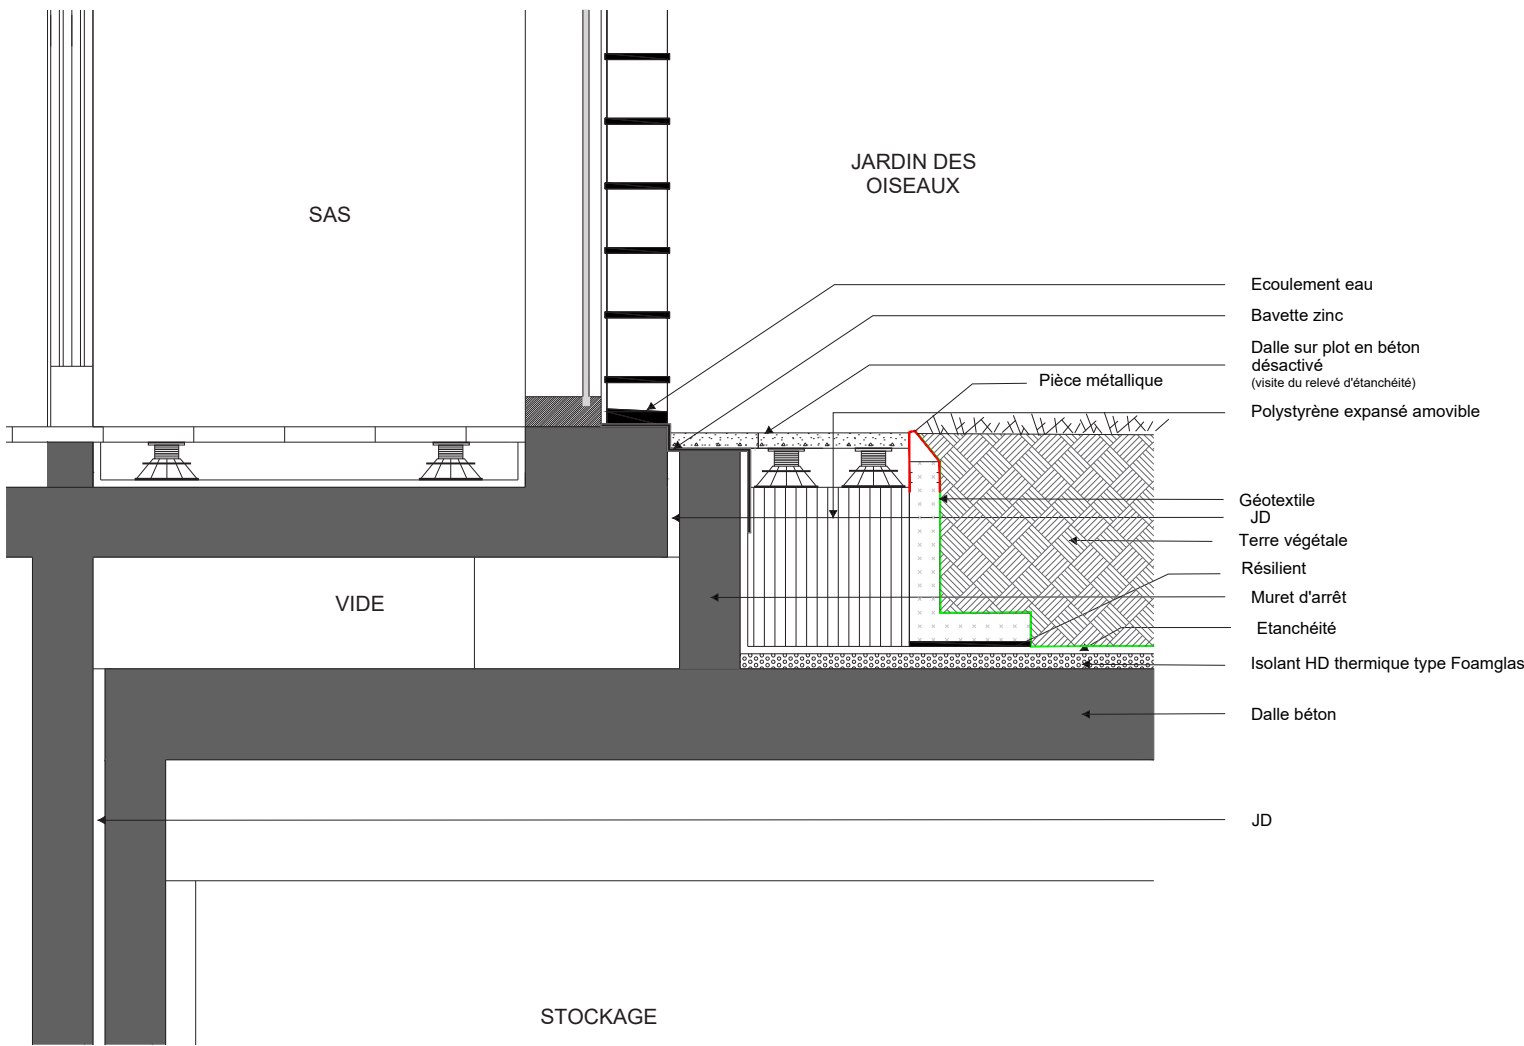 JARDIN DES
OISEAUX
SAS
Ecoulement eau
Bavette zinc
Dalle sur plot en béton
désactivé
(visite du relevé d'étanchéité)
Pièce métallique
Polystyrène expansé amovible
Géotextile
JD
Terre végétale
Résilient
VIDE
Muret d'arrêt
Etanchéité
Isolant HD thermique type Foamglas
Dalle béton
JD
STOCKAGE